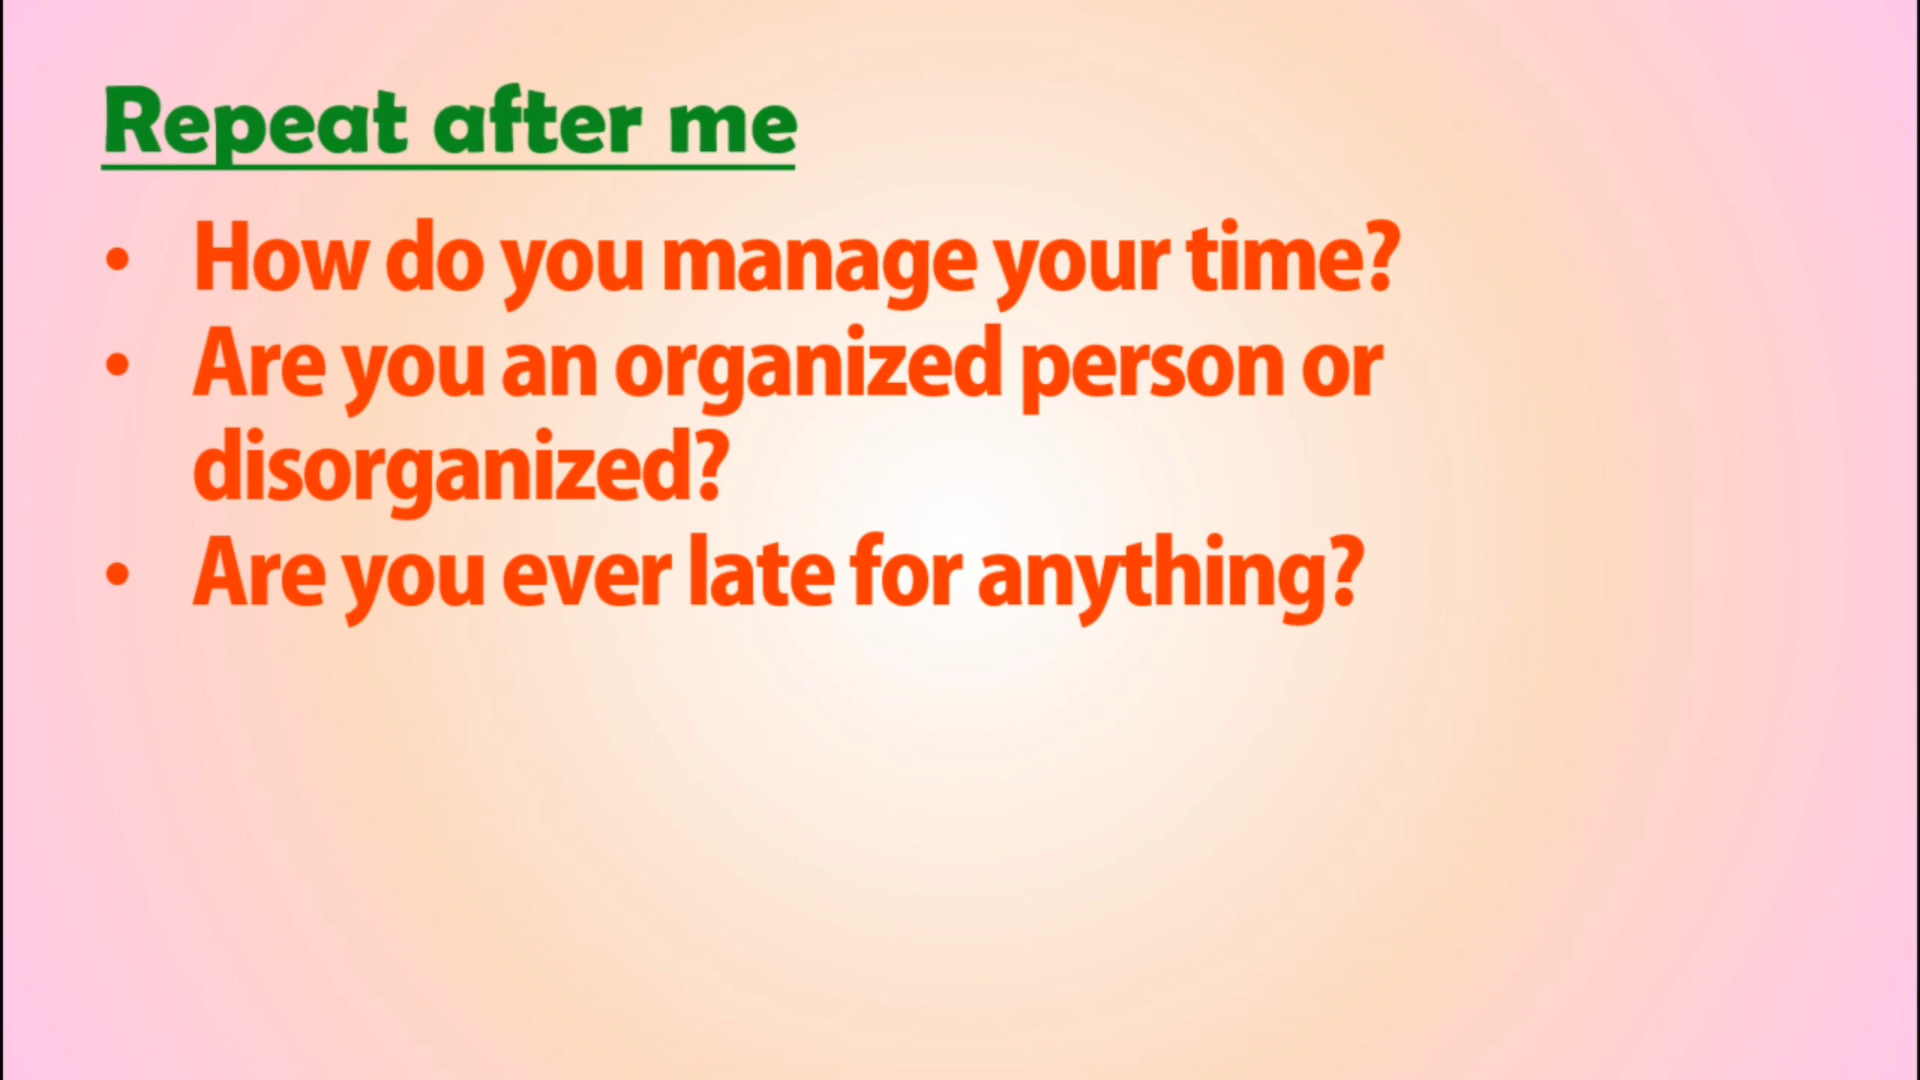 Repeat after me
• How do you manage your time?
• Are you an organized person or
disorganized?
• Are you ever late for anything?